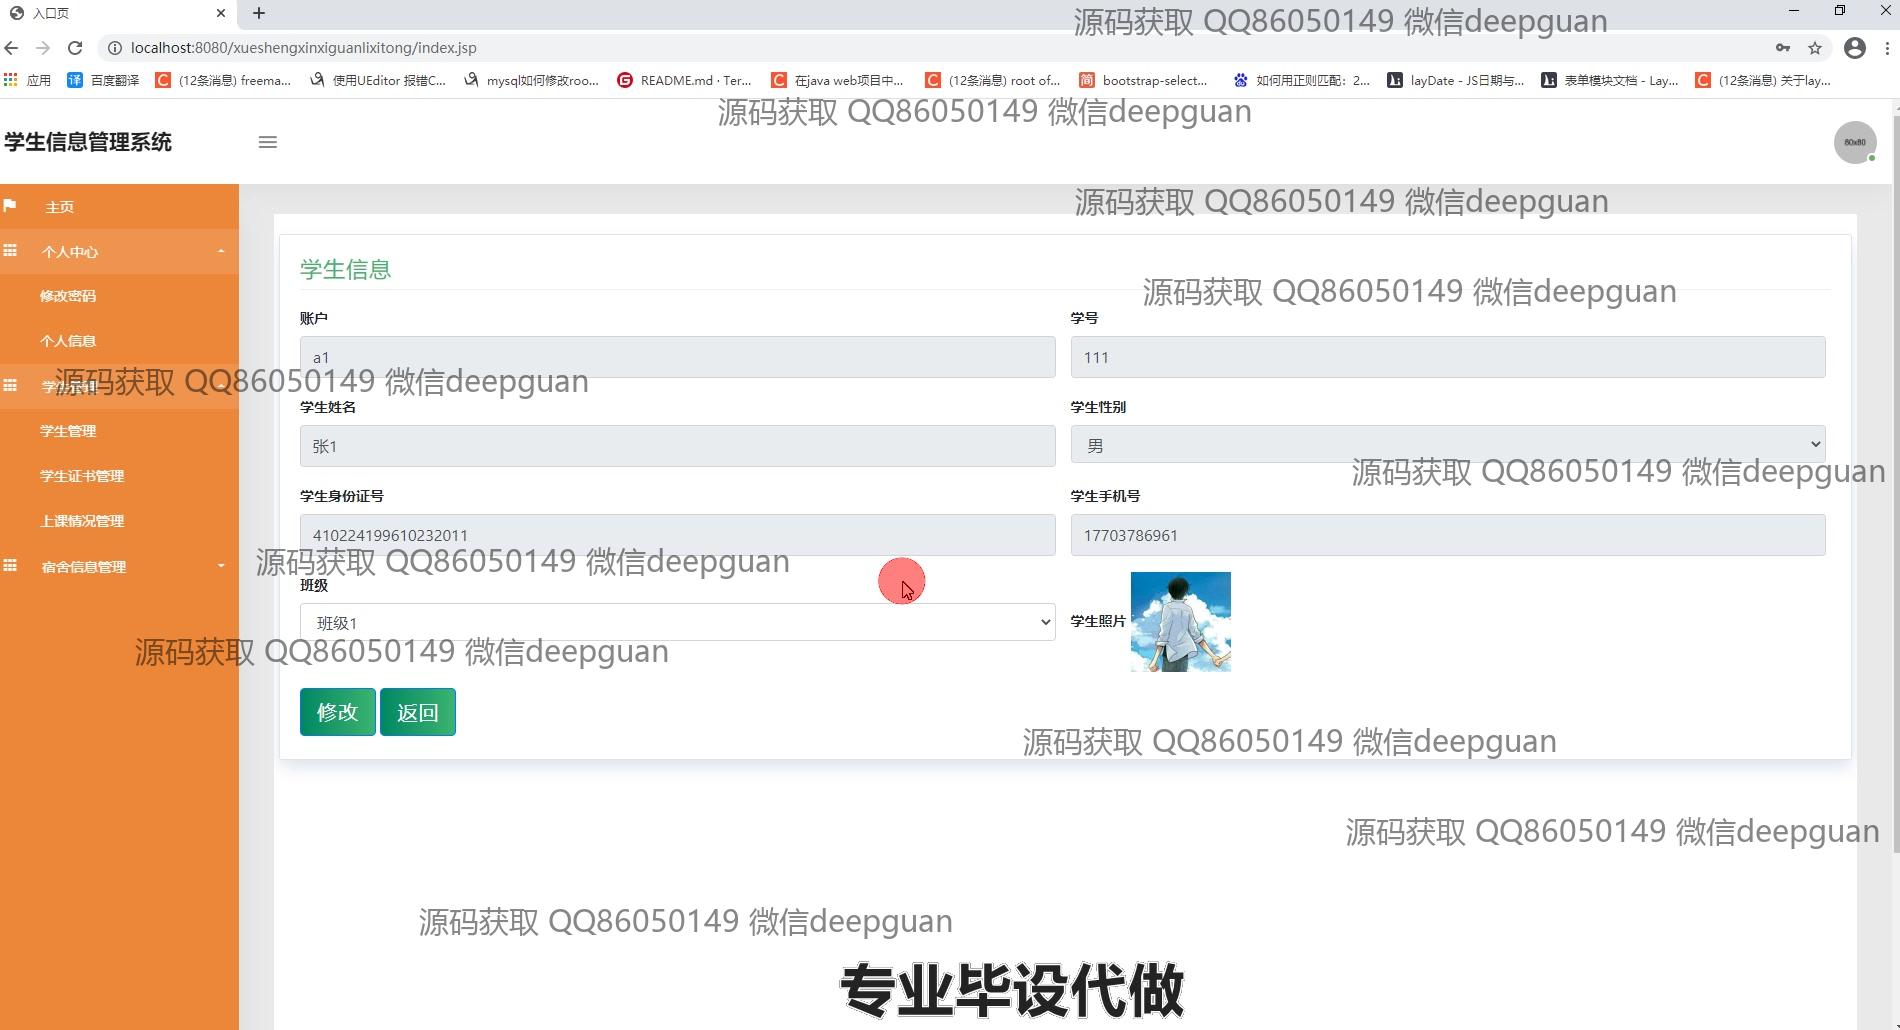 入口页
源码获取 QQ86050149 微信deepguan
localhost:8080/xueshengxinxiguanlixitong/index.jsp
应用 百度翻译 (12条消息) freema... 使用UEditor 报错C... mysql如何修改roo... README.md · Ter... 在java web项目中... (12条消息) root of... bootstrap-select... 如何用正则匹配：2... layDate - JS日期与... 表单模块文档 - Lay... (12条消息) 关于lay...
源码获取 QQ86050149 微信deepguan
学生信息管理系统
80x80
源码获取 QQ86050149 微信deepguan
主页
个人中心
修改密码
个人信息
学生管理
学生管理
学生证书管理
上课情况管理
宿舍信息管理
学生信息
源码获取 QQ86050149 微信deepguan
账户 学号
a1 111
源码获取 QQ86050149 微信deepguan
学生姓名 学生性别
张1 男
源码获取 QQ86050149 微信deepguan
学生身份证号 学生手机号
410224199610232011 17703786961
源码获取 QQ86050149 微信deepguan
班级
班级1 学生照片
源码获取 QQ86050149 微信deepguan
修改 返回
源码获取 QQ86050149 微信deepguan
源码获取 QQ86050149 微信deepguan
源码获取 QQ86050149 微信deepguan
专业毕设代做